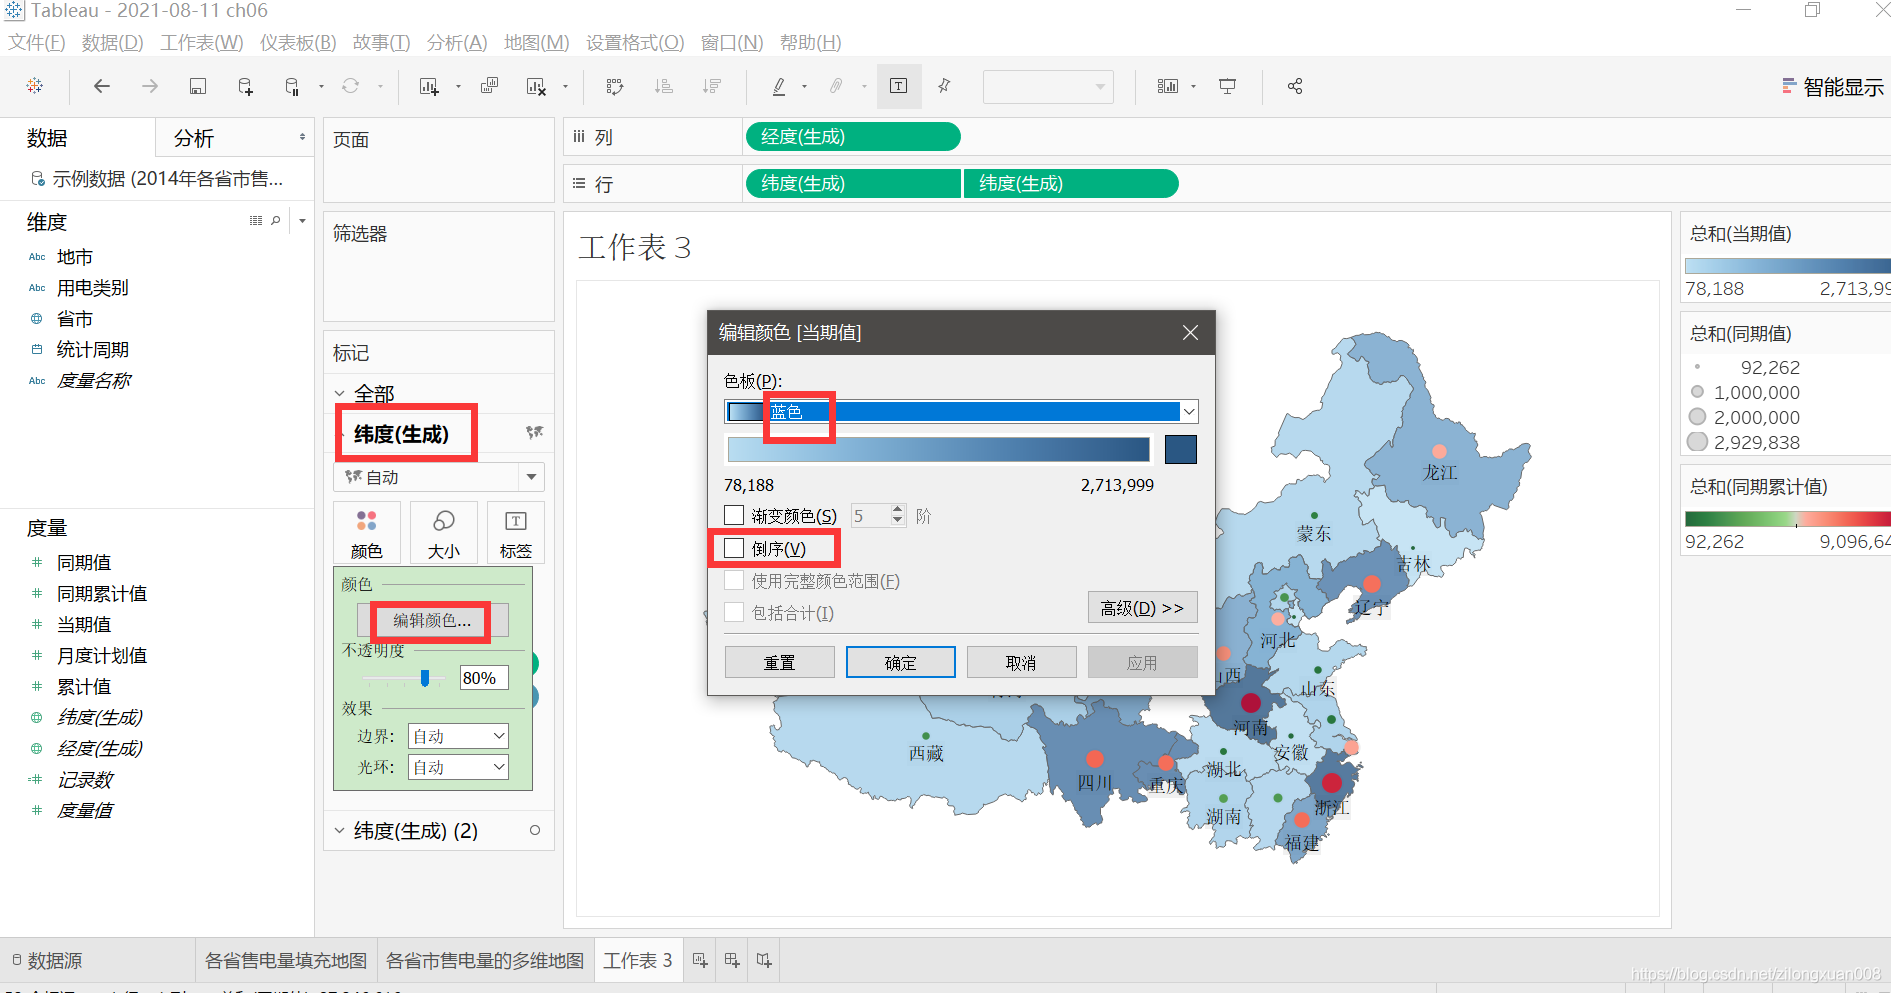 Tableau - 2021-08-11 ch06
文件(F) 数据(D) 工作表(W) 仪表板(B) 故事(T) 分析(A) 地图(M) 设置格式(O) 窗口(N) 帮助(H)
智能显示
数据
分析
示例数据 (2014年各省市售...
维度
Abc 地市
Abc 用电类别
省市
统计周期
Abc 度量名称
度量
同期值
同期累计值
当期值
月度计划值
累计值
纬度(生成)
经度(生成)
记录数
度量值
页面
筛选器
标记
全部
纬度(生成)
自动
颜色
大小
标签
颜色
编辑颜色...
不透明度
80%
效果
边界: 自动
光环: 自动
纬度(生成) (2)
列
经度(生成)
行
纬度(生成)
纬度(生成)
工作表 3
编辑颜色 [当期值]
色板(P):
蓝色
78,188
2,713,999
渐变颜色(S)
5
阶
倒序(V)
使用完整颜色范围(F)
包括合计(I)
高级(D) >>
重置
确定
取消
应用
龙江
蒙东
吉林
辽宁
河北
山东
河南
西藏
四川
重庆
湖北
安徽
湖南
浙江
福建
总和(当期值)
78,188
2,713,99
总和(同期值)
92,262
1,000,000
2,000,000
2,929,838
总和(同期累计值)
92,262
9,096,64
数据源
各省售电量填充地图
各省市售电量的多维地图
工作表 3
https://blog.csdn.net/zilongxuan008